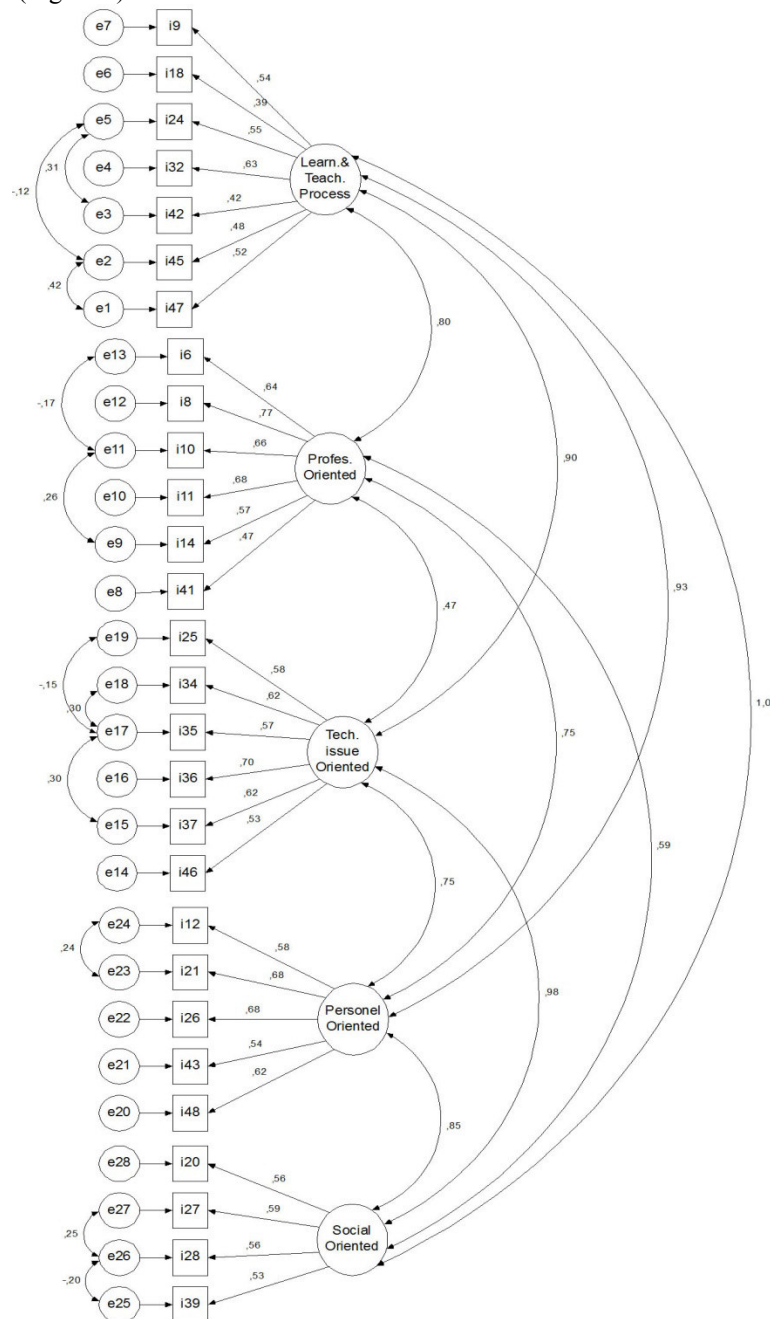 e7 i9
,54
e6 i18
,39
e5 i24
,55
,31
e4 i32
,63
Learn.&
Teach.
Process
-,12
e3 i42
,42
e2 i45
,48
,42
,52
e1 i47
,80
e13 i6
,64
-,17
e12 i8
,77
e11 i10
,66
Profes.
Oriented
,90
,26
e10 i11
,68
e9 i14
,57
,47
e8 i41
,93
,47
e19 i25
,58
-,15
e18 i34
,62
,30
e17 i35
,57
Tech.
issue
Oriented
,75
1,0
,30
e16 i36
,70
e15 i37
,62
,53
e14 i46
,59
,75
e24 i12
,58
,24
e23 i21
,68
,98
e22 i26
,68
Personel
Oriented
e21 i43
,54
e20 i48
,62
,85
e28 i20
,56
e27 i27
,59
,25
e26 i28
,56
Social
Oriented
-,20
e25 i39
,53